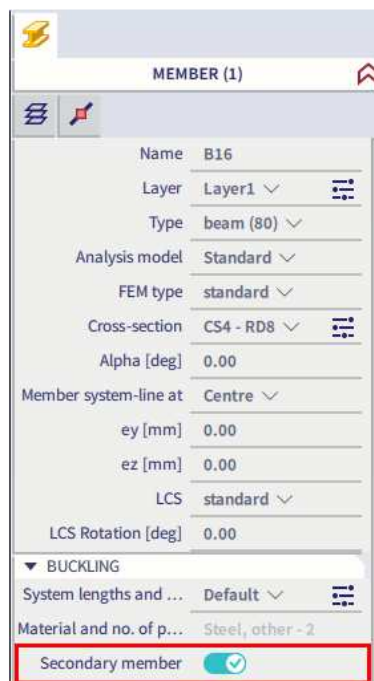 MEMBER (1)
Name B16
Layer Layer1
Type beam (80)
Analysis model Standard
FEM type standard
Cross-section CS4 - RD8
Alpha [deg] 0.00
Member system-line at Centre
ey [mm] 0.00
ez [mm] 0.00
LCS standard
LCS Rotation [deg] 0.00
BUCKLING
System lengths and ... Default
Material and no. of p... Steel, other - 2
Secondary member